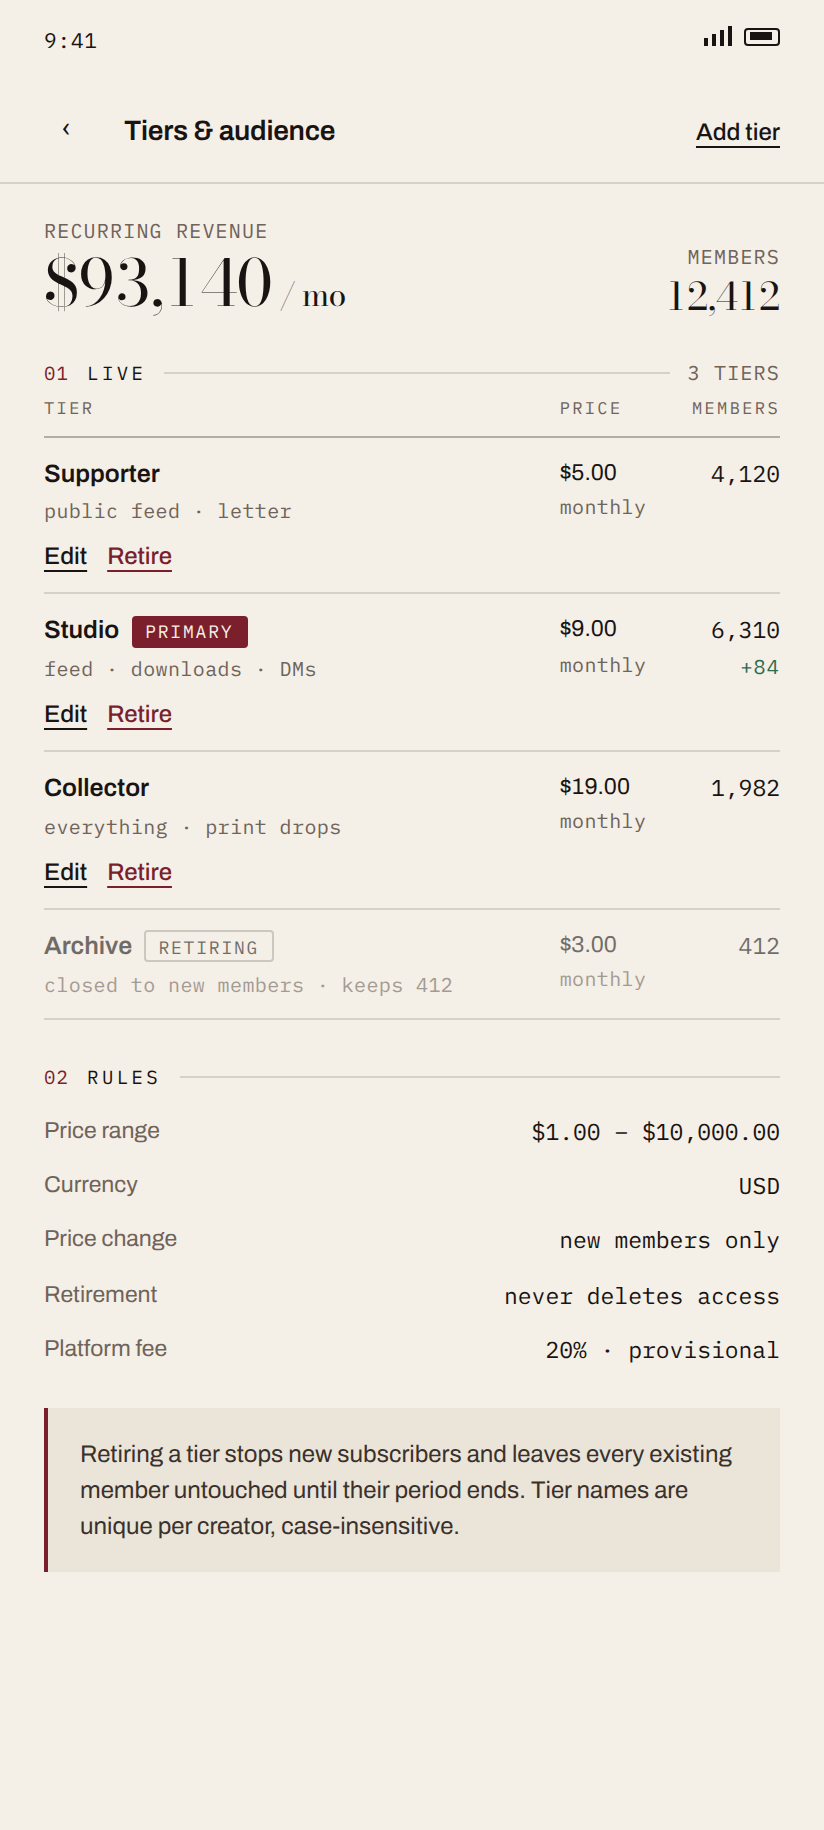 9:41
‹ Tiers & audience Add tier
RECURRING REVENUE
$93,140 / mo
MEMBERS
12,412
01 LIVE 3 TIERS
TIER PRICE MEMBERS
Supporter $5.00 4,120
public feed · letter monthly
Edit Retire
Studio PRIMARY $9.00 6,310
feed · downloads · DMs monthly +84
Edit Retire
Collector $19.00 1,982
everything · print drops monthly
Edit Retire
Archive RETIRING $3.00 412
closed to new members · keeps 412 monthly
02 RULES
Price range $1.00 – $10,000.00
Currency USD
Price change new members only
Retirement never deletes access
Platform fee 20% · provisional
Retiring a tier stops new subscribers and leaves every existing
member untouched until their period ends. Tier names are
unique per creator, case-insensitive.